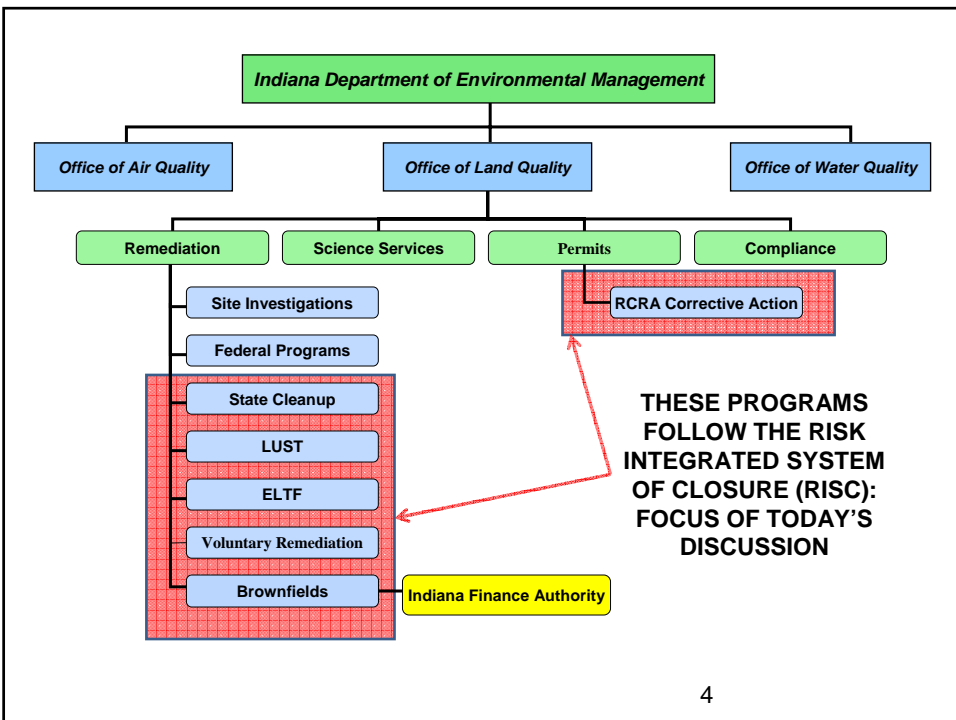 Indiana Department of Environmental Management
Office of Air Quality
Office of Land Quality
Office of Water Quality
Remediation
Science Services
Permits
Compliance
Site Investigations
RCRA Corrective Action
Federal Programs
State Cleanup
LUST
ELTF
Voluntary Remediation
Brownfields
Indiana Finance Authority
THESE PROGRAMS
FOLLOW THE RISK
INTEGRATED SYSTEM
OF CLOSURE (RISC):
FOCUS OF TODAY'S
DISCUSSION
4